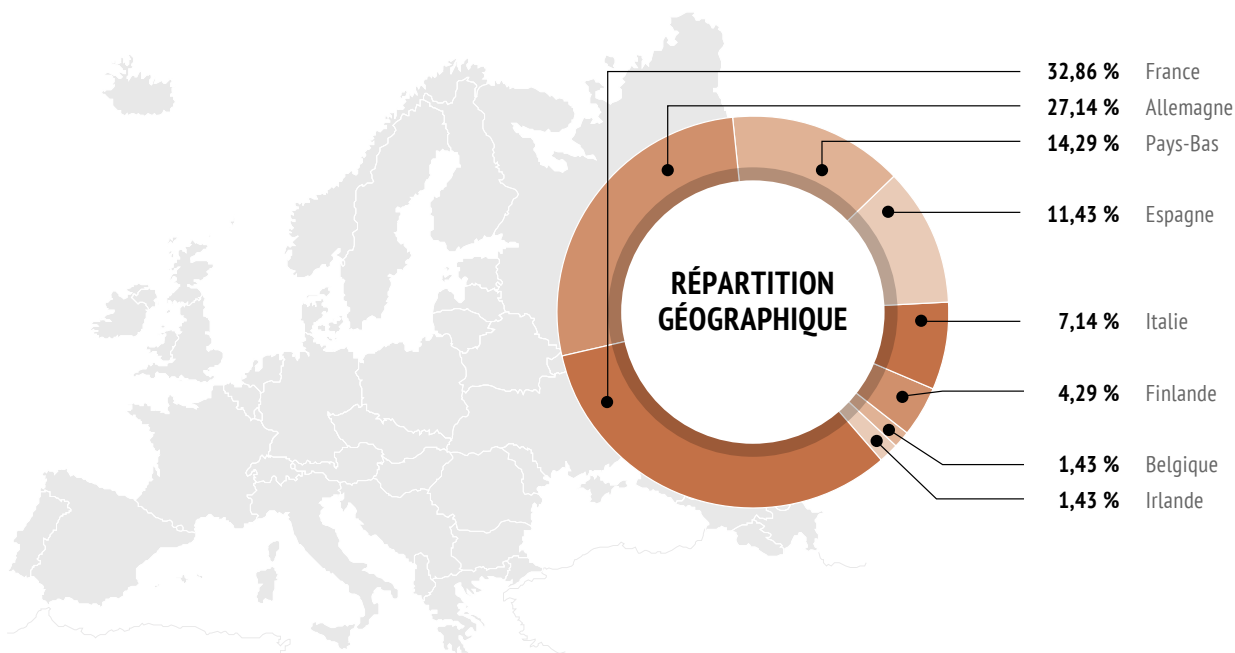 32,86 % France
27,14 % Allemagne
14,29 % Pays-Bas
11,43 % Espagne
RÉPARTITION
GÉOGRAPHIQUE
7,14 % Italie
4,29 % Finlande
1,43 % Belgique
1,43 % Irlande